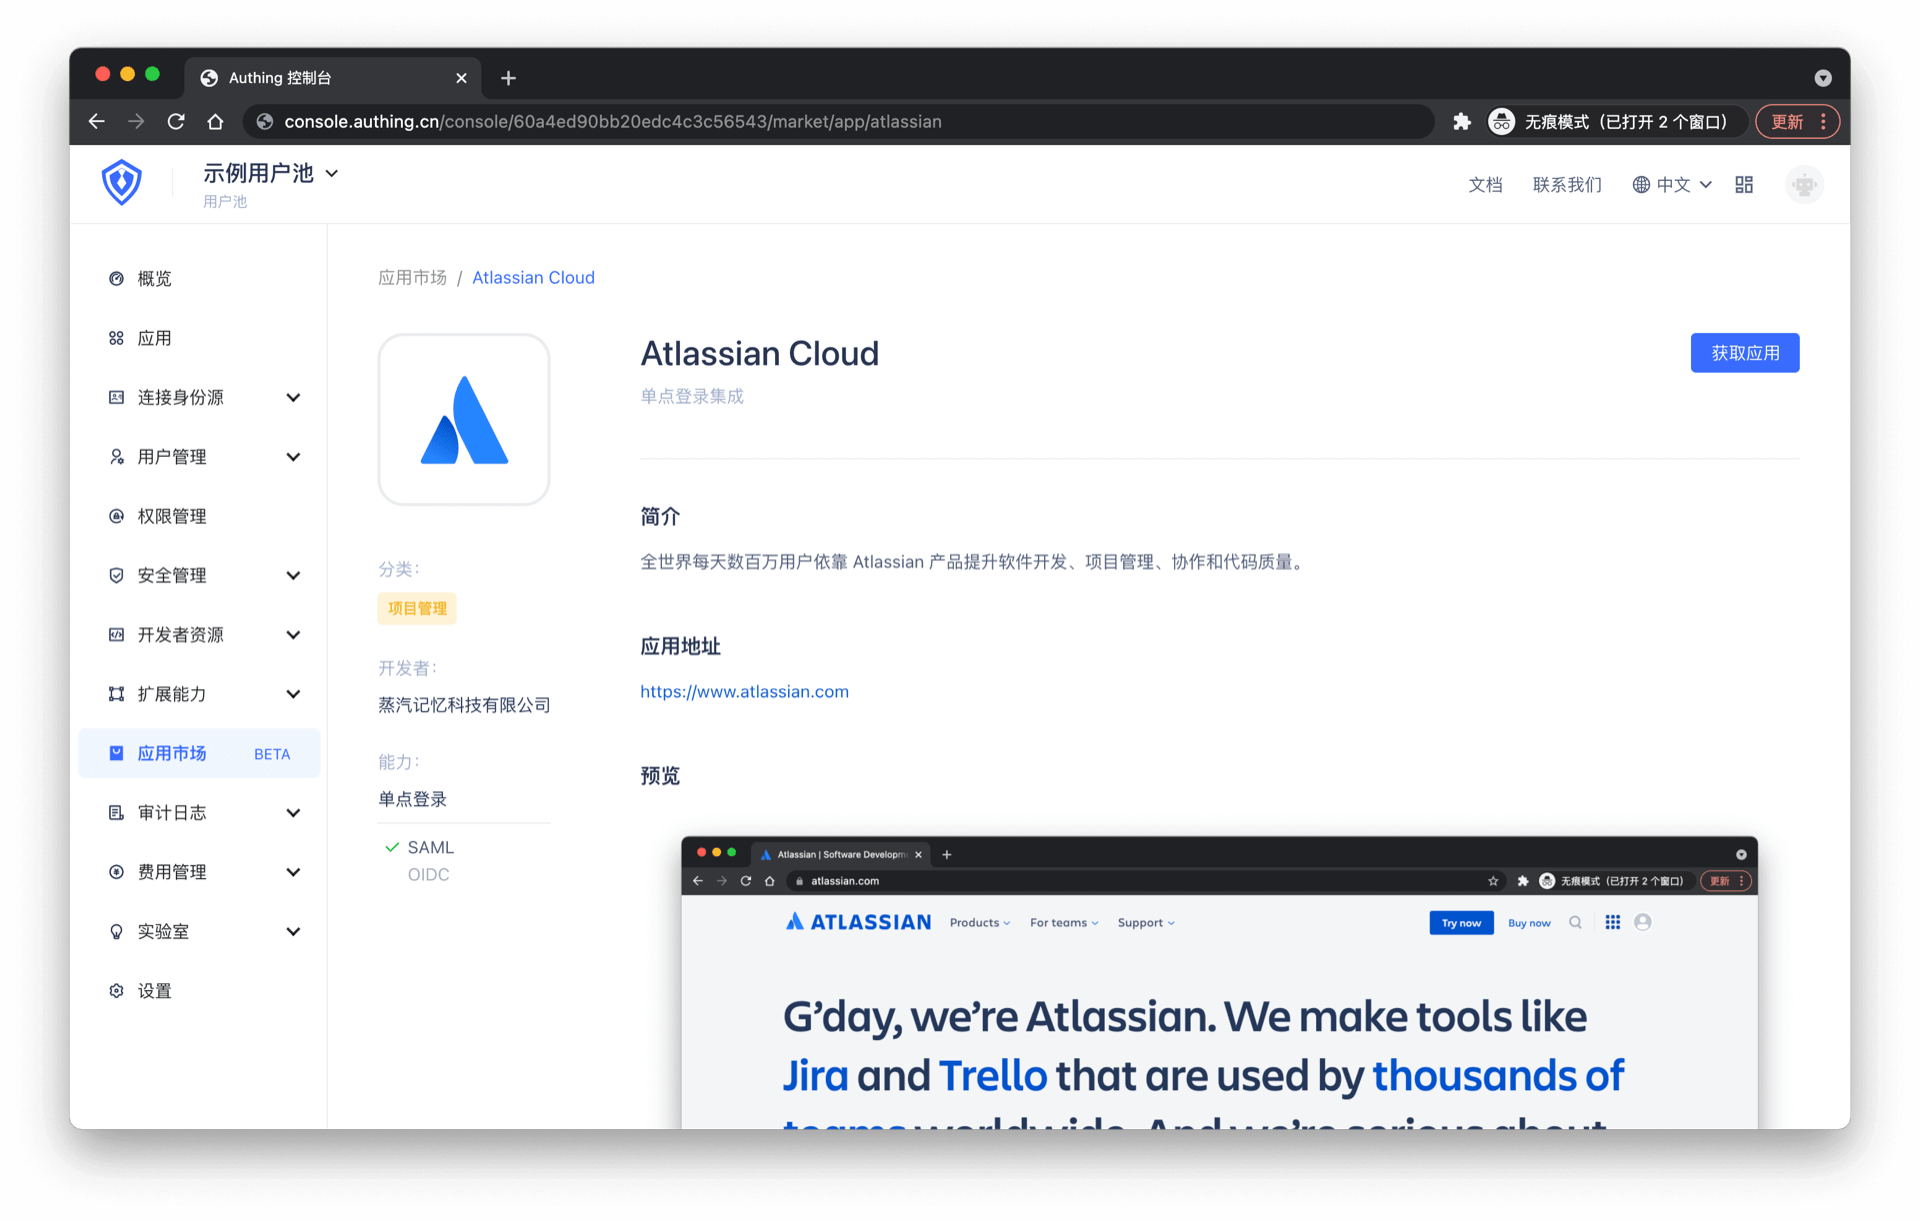 Authing 控制台
console.authing.cn/console/60a4ed90bb20edc4c3c56543/market/app/atlassian
无痕模式（已打开 2 个窗口）
更新
示例用户池
用户池
文档
联系我们
中文
概览
应用
连接身份源
用户管理
权限管理
安全管理
开发者资源
扩展能力
应用市场 BETA
审计日志
费用管理
实验室
设置
应用市场 / Atlassian Cloud
Atlassian Cloud
单点登录集成
获取应用
分类：
项目管理
开发者：
蒸汽记忆科技有限公司
能力：
单点登录
SAML
OIDC
简介
全世界每天数百万用户依靠 Atlassian 产品提升软件开发、项目管理、协作和代码质量。
应用地址
https://www.atlassian.com
预览
Atlassian | Software Developm
atlassian.com
无痕模式（已打开 2 个窗口）
更新
ATLASSIAN
Products
For teams
Support
Try now
Buy now
G’day, we’re Atlassian. We make tools like
Jira and Trello that are used by thousands of
teams worldwide. And we’re serious about